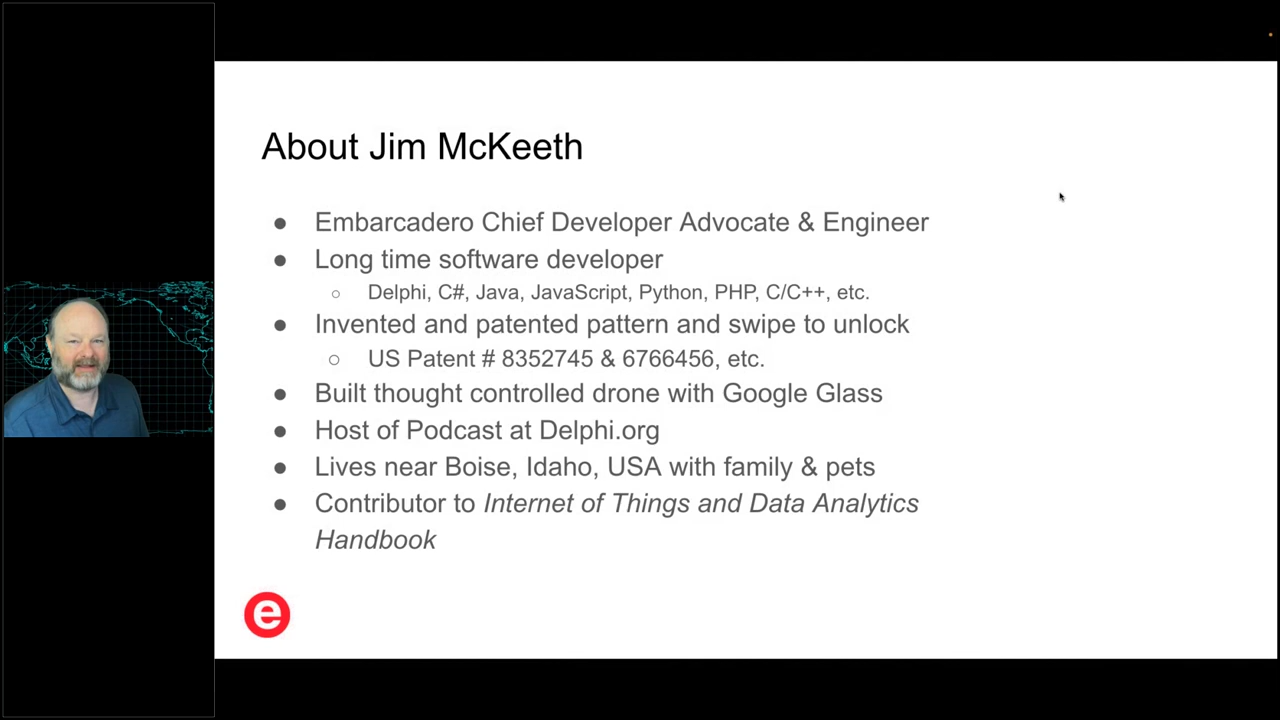 About Jim McKeeth
● Embarcadero Chief Developer Advocate & Engineer
● Long time software developer
○ Delphi, C#, Java, JavaScript, Python, PHP, C/C++, etc.
● Invented and patented pattern and swipe to unlock
○ US Patent # 8352745 & 6766456, etc.
● Built thought controlled drone with Google Glass
● Host of Podcast at Delphi.org
● Lives near Boise, Idaho, USA with family & pets
● Contributor to Internet of Things and Data Analytics
Handbook
e